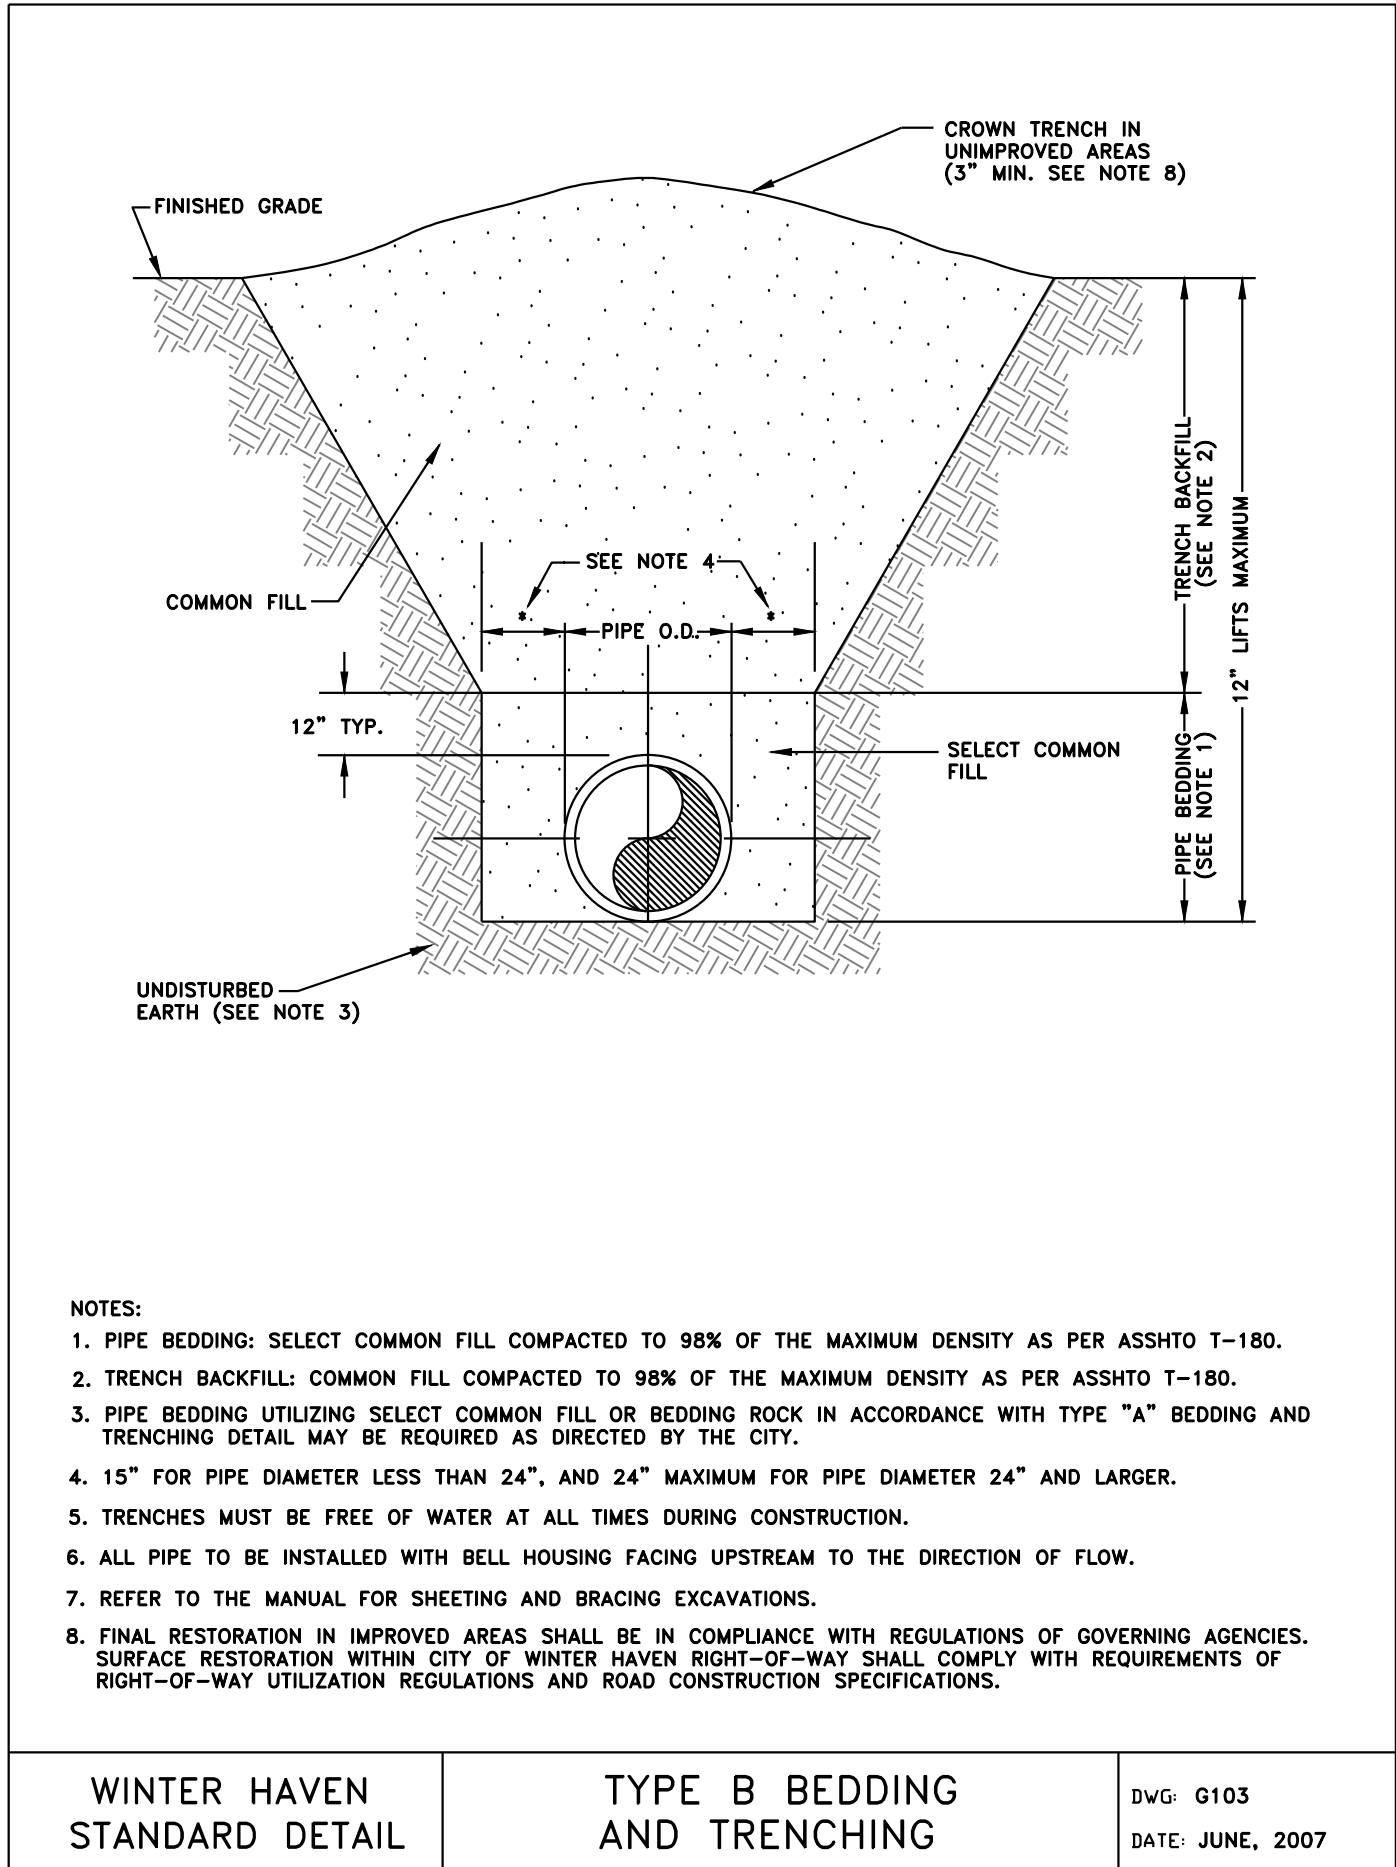 CROWN TRENCH IN
UNIMPROVED AREAS
(3" MIN. SEE NOTE 8)
FINISHED GRADE
TRENCH BACKFILL
(SEE NOTE 2)
12" LIFTS MAXIMUM
SEE NOTE 4
COMMON FILL
* *
PIPE O.D.
12" TYP.
SELECT COMMON
FILL
PIPE BEDDING
(SEE NOTE 1)
UNDISTURBED
EARTH (SEE NOTE 3)
NOTES:
1. PIPE BEDDING: SELECT COMMON FILL COMPACTED TO 98% OF THE MAXIMUM DENSITY AS PER ASSHTO T-180.
2. TRENCH BACKFILL: COMMON FILL COMPACTED TO 98% OF THE MAXIMUM DENSITY AS PER ASSHTO T-180.
3. PIPE BEDDING UTILIZING SELECT COMMON FILL OR BEDDING ROCK IN ACCORDANCE WITH TYPE "A" BEDDING AND
TRENCHING DETAIL MAY BE REQUIRED AS DIRECTED BY THE CITY.
4. 15" FOR PIPE DIAMETER LESS THAN 24", AND 24" MAXIMUM FOR PIPE DIAMETER 24" AND LARGER.
5. TRENCHES MUST BE FREE OF WATER AT ALL TIMES DURING CONSTRUCTION.
6. ALL PIPE TO BE INSTALLED WITH BELL HOUSING FACING UPSTREAM TO THE DIRECTION OF FLOW.
7. REFER TO THE MANUAL FOR SHEETING AND BRACING EXCAVATIONS.
8. FINAL RESTORATION IN IMPROVED AREAS SHALL BE IN COMPLIANCE WITH REGULATIONS OF GOVERNING AGENCIES.
SURFACE RESTORATION WITHIN CITY OF WINTER HAVEN RIGHT-OF-WAY SHALL COMPLY WITH REQUIREMENTS OF
RIGHT-OF-WAY UTILIZATION REGULATIONS AND ROAD CONSTRUCTION SPECIFICATIONS.
WINTER HAVEN
STANDARD DETAIL
TYPE B BEDDING
AND TRENCHING
DWG: G103
DATE: JUNE, 2007